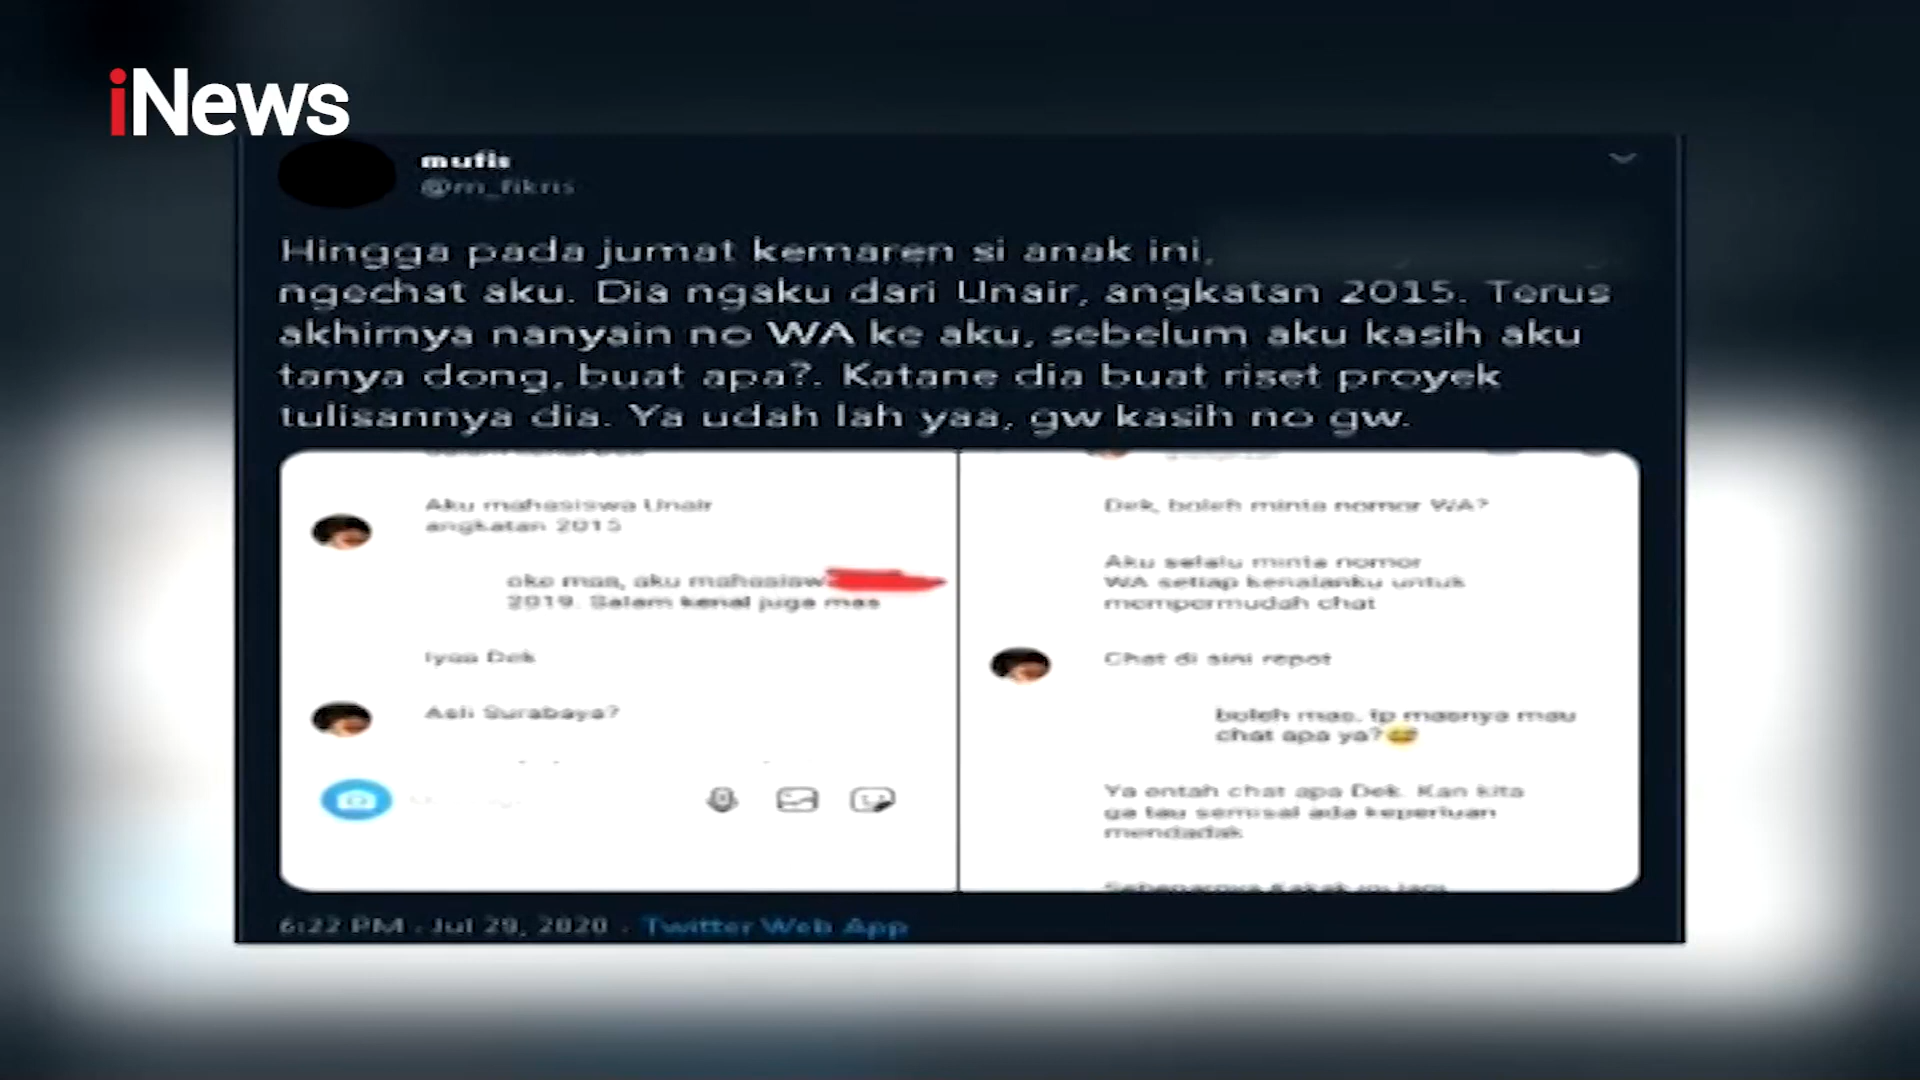 iNews
mufis
@m_fikris
Hingga pada jumat kemaren si anak ini,
ngechat aku. Dia ngaku dari Unair, angkatan 2015. Terus
akhirnya nanyain no WA ke aku, sebelum aku kasih aku
tanya dong, buat apa?. Katane dia buat riset proyek
tulisannya dia. Ya udah lah yaa, gw kasih no gw.
Aku mahasiswa Unair
angkatan 2015
oke mas, aku mahasisw
2019. Salam kenal juga mas
Iyaa Dek
Asli Surabaya?
Dek, boleh minta nomor WA?
Aku selalu minta nomor
WA setiap kenalanku untuk
mempermudah chat
Chat di sini repot
boleh mas, tp masnya mau
chat apa ya?😅
Ya entah chat apa Dek. Kan kita
ga tau semisal ada keperluan
mendadak
6:22 PM · Jul 29, 2020 · Twitter Web App